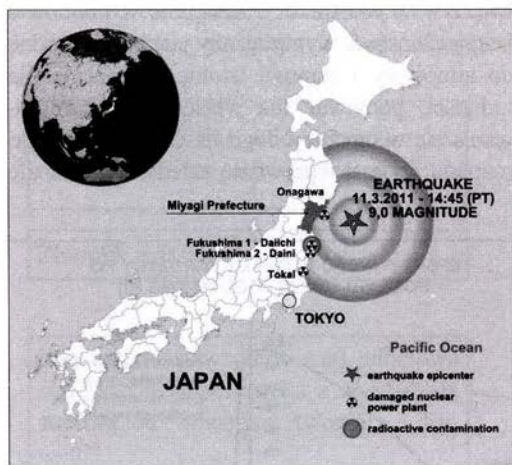 Onagawa
EARTHQUAKE
11.3.2011 - 14:45 (PT)
9,0 MAGNITUDE
Miyagi Prefecture
Fukushima 1 - Daiichi
Fukushima 2 - Daini
Tokai
TOKYO
JAPAN
Pacific Ocean
earthquake epicenter
damaged nuclear
power plant
radioactive contamination